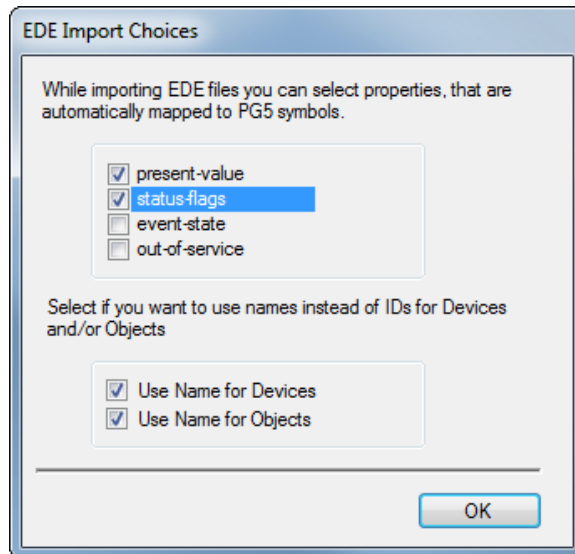 EDE Import Choices
While importing EDE files you can select properties, that are
automatically mapped to PG5 symbols.
present-value
status-flags
event-state
out-of-service
Select if you want to use names instead of IDs for Devices
and/or Objects
Use Name for Devices
Use Name for Objects
OK